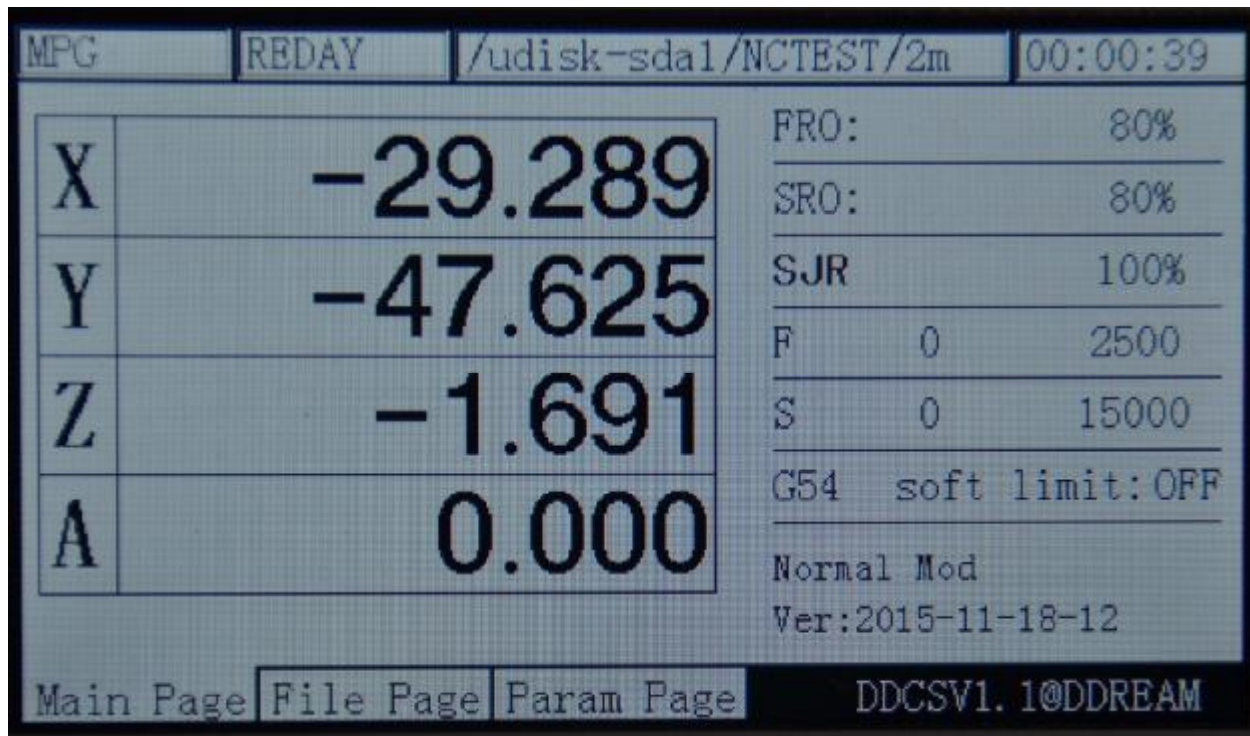 MPG REDAY /udisk-sda1/NCTEST/2m 00:00:39
X -29.289
Y -47.625
Z -1.691
A 0.000
FRO: 80%
SRO: 80%
SJR 100%
F 0 2500
S 0 15000
G54 soft limit:OFF
Normal Mod
Ver:2015-11-18-12
Main Page File Page Param Page DDCSV1.1@DDREAM